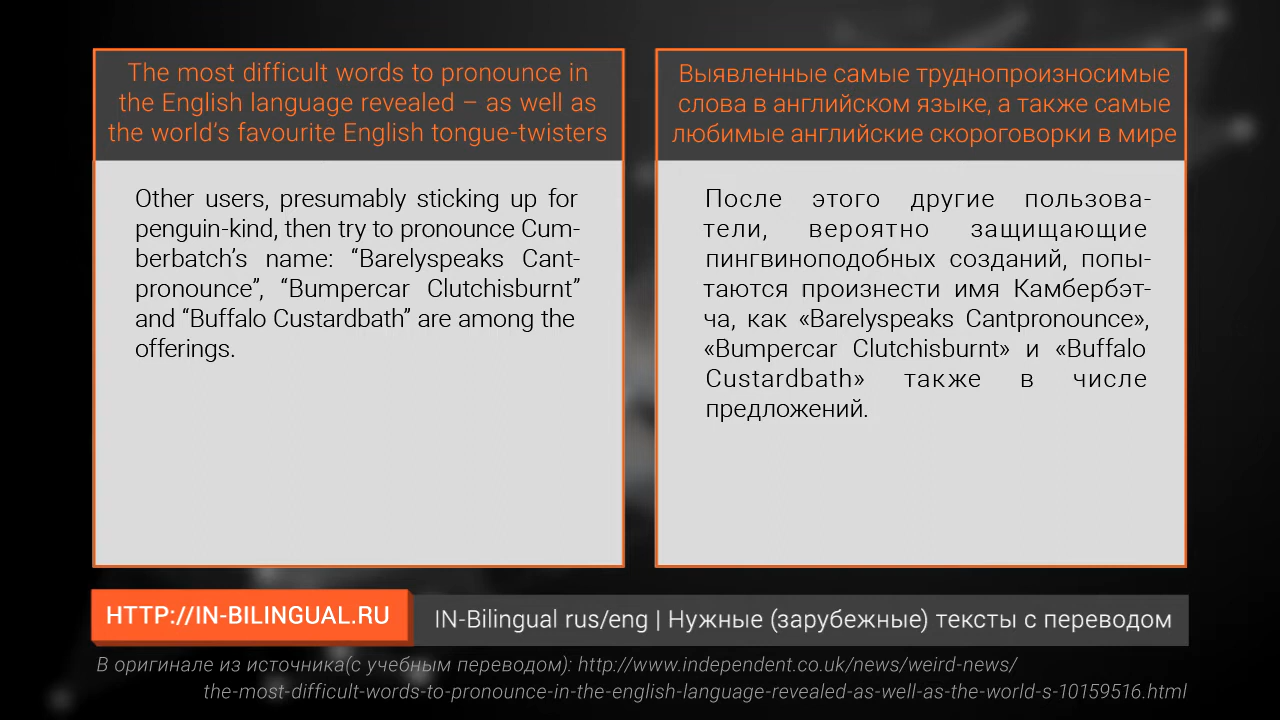 The most difficult words to pronounce in
the English language revealed – as well as
the world's favourite English tongue-twisters
Other users, presumably sticking up for
penguin-kind, then try to pronounce Cum-
berbatch's name: “Barelyspeaks Cant-
pronounce”, “Bumpercar Clutchisburnt”
and “Buffalo Custardbath” are among the
offerings.
Выявленные самые труднопроизносимые
слова в английском языке, а также самые
любимые английские скороговорки в мире
После этого другие пользова-
тели, вероятно защищающие
пингвиноподобных созданий, попы-
таются произнести имя Камбербэт-
ча, как «Barelyspeaks Cantpronounce»,
«Bumpercar Clutchisburnt» и «Buffalo
Custardbath» также в числе
предложений.
HTTP://IN-BILINGUAL.RU
IN-Bilingual rus/eng | Нужные (зарубежные) тексты с переводом
В оригинале из источника(с учебным переводом): http://www.independent.co.uk/news/weird-news/
the-most-difficult-words-to-pronounce-in-the-english-language-revealed-as-well-as-the-world-s-10159516.html